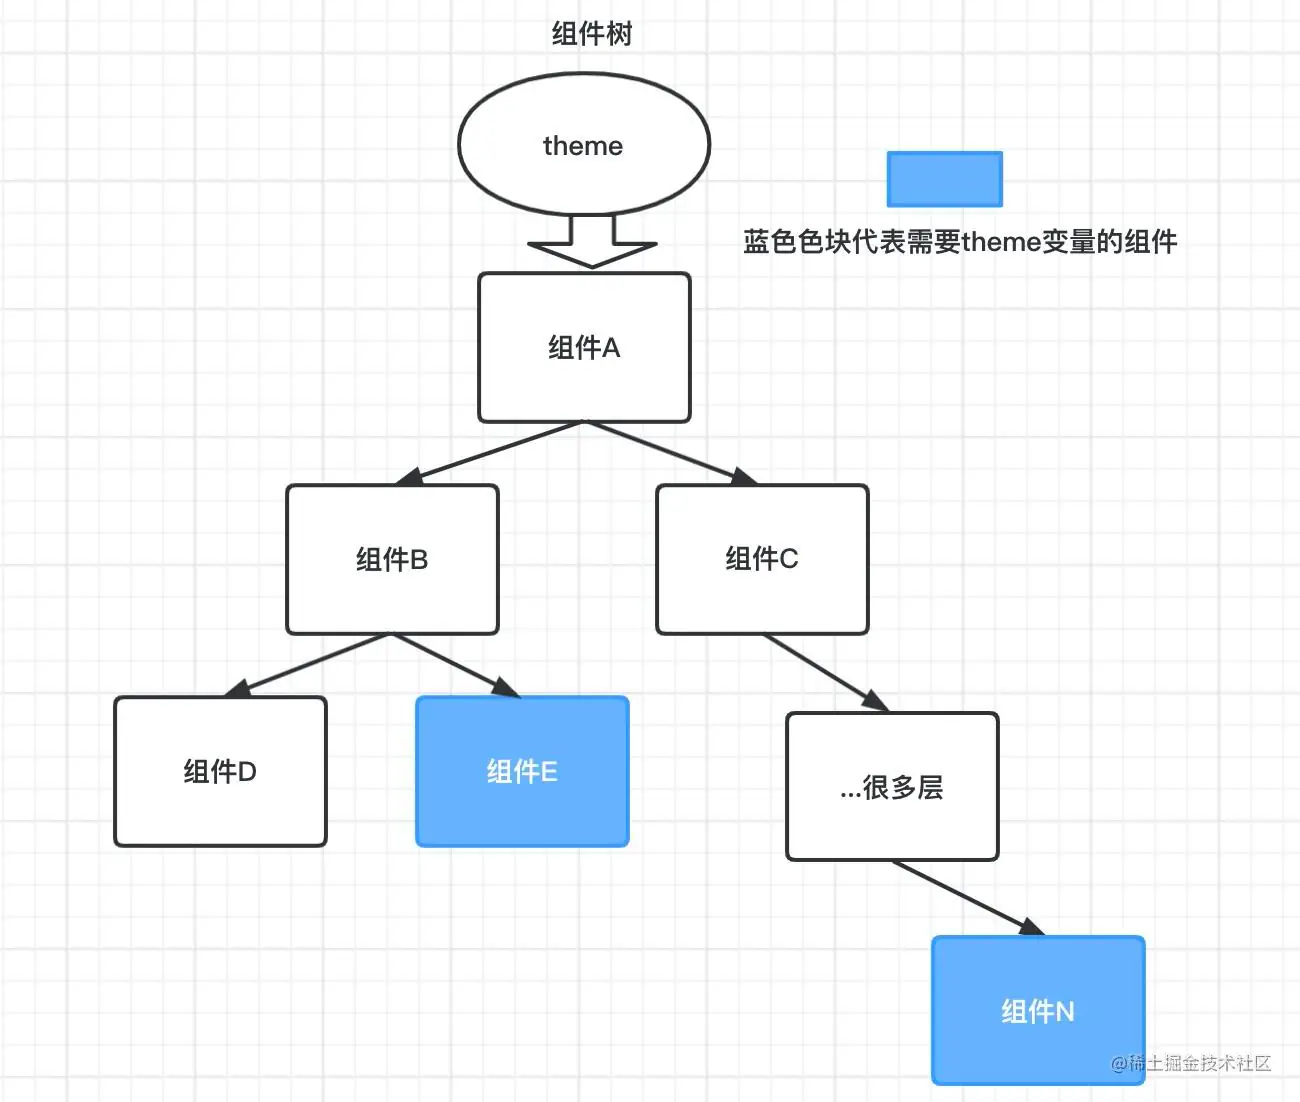 组件树
theme
蓝色色块代表需要theme变量的组件
组件A
组件B
组件C
组件D
组件E
...很多层
组件N
@稀土掘金技术社区